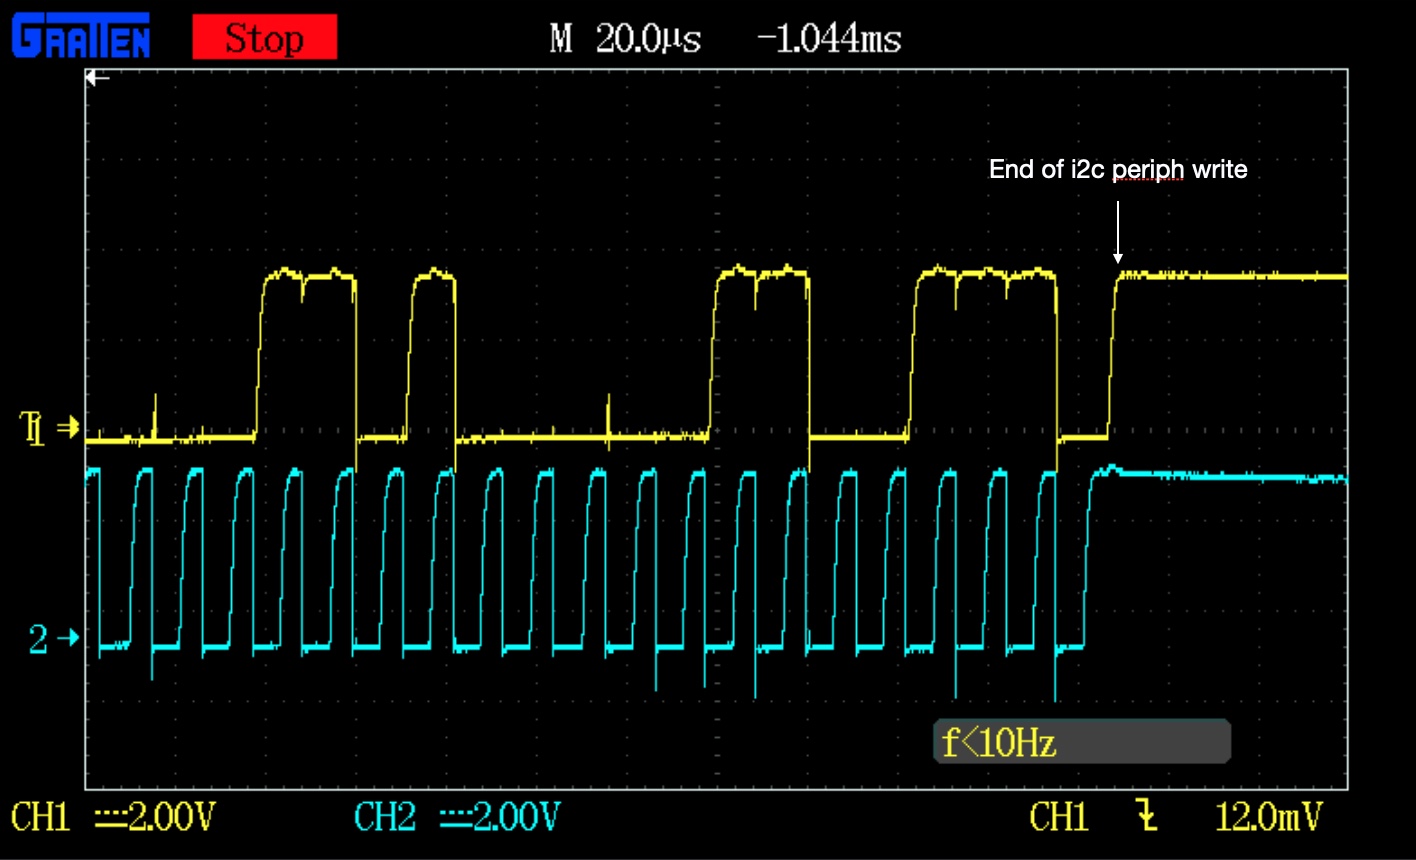 GRATTEN Stop M 20.0µs -1.044ms
End of i2c periph write
T1
2
f<10Hz
CH1 2.00V CH2 2.00V CH1 12.0mV